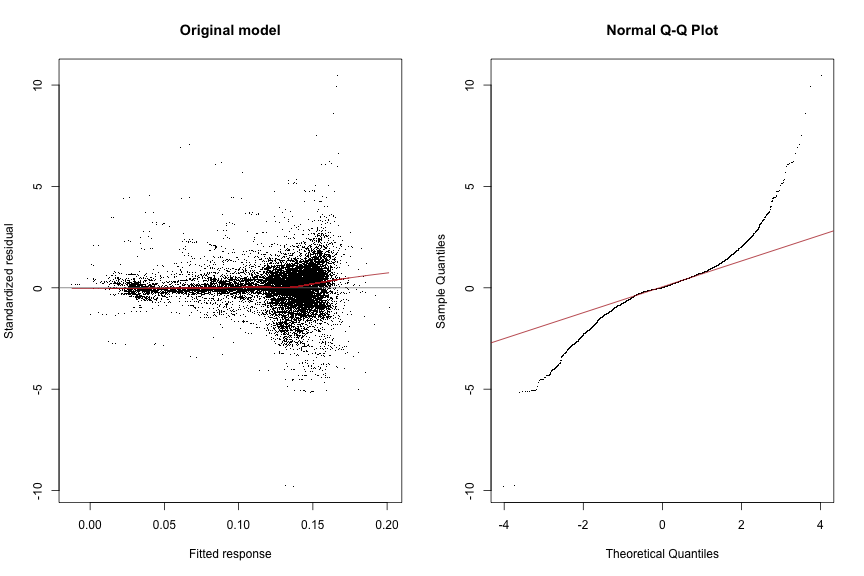 Original model
Standardized residual
10
5
0
-5
-10
0.00 0.05 0.10 0.15 0.20
Fitted response
Normal Q-Q Plot
Sample Quantiles
10
5
0
-5
-10
-4 -2 0 2 4
Theoretical Quantiles